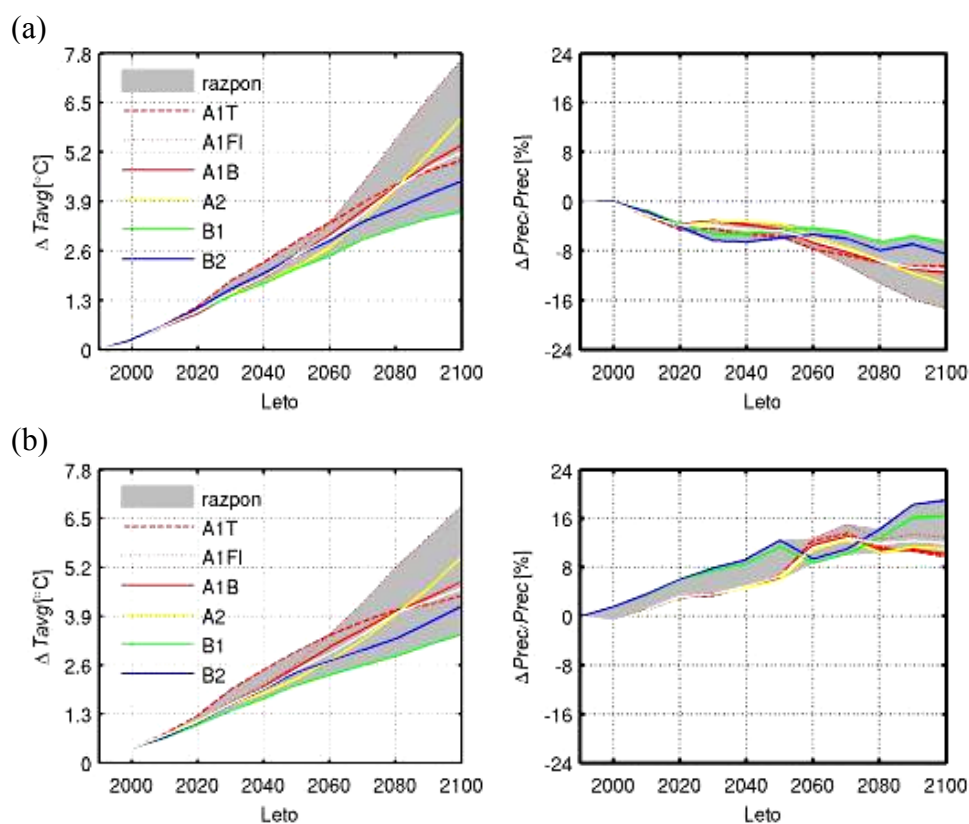 (a)
7.8
6.5
5.2
3.9
2.6
1.3
0
Δ Tavg [°C]
razpon
A1T
A1FI
A1B
A2
B1
B2
2000 2020 2040 2060 2080 2100
Leto
24
16
8
0
-8
-16
-24
Δ Prec/Prec [%]
2000 2020 2040 2060 2080 2100
Leto
(b)
7.8
6.5
5.2
3.9
2.6
1.3
0
Δ Tavg [°C]
razpon
A1T
A1FI
A1B
A2
B1
B2
2000 2020 2040 2060 2080 2100
Leto
24
16
8
0
-8
-16
-24
Δ Prec/Prec [%]
2000 2020 2040 2060 2080 2100
Leto